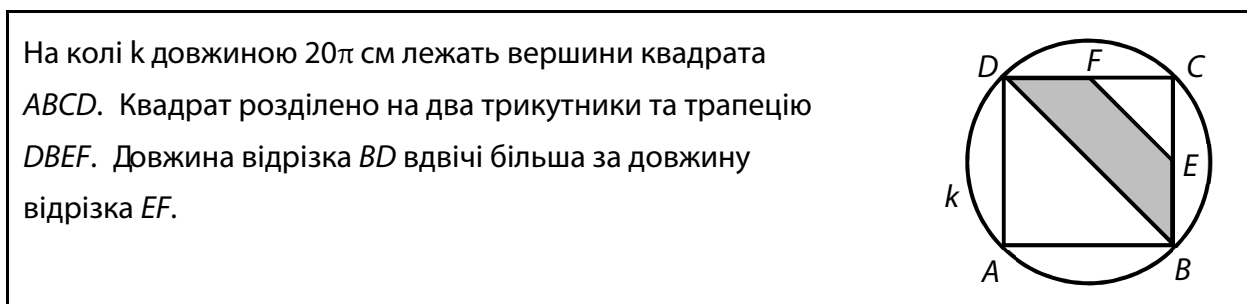 На колі k довжиною 20π см лежать вершини квадрата
ABCD. Квадрат розділено на два трикутники та трапецію
DBEF. Довжина відрізка BD вдвічі більша за довжину
відрізка EF.
D
F
C
E
k
A
B